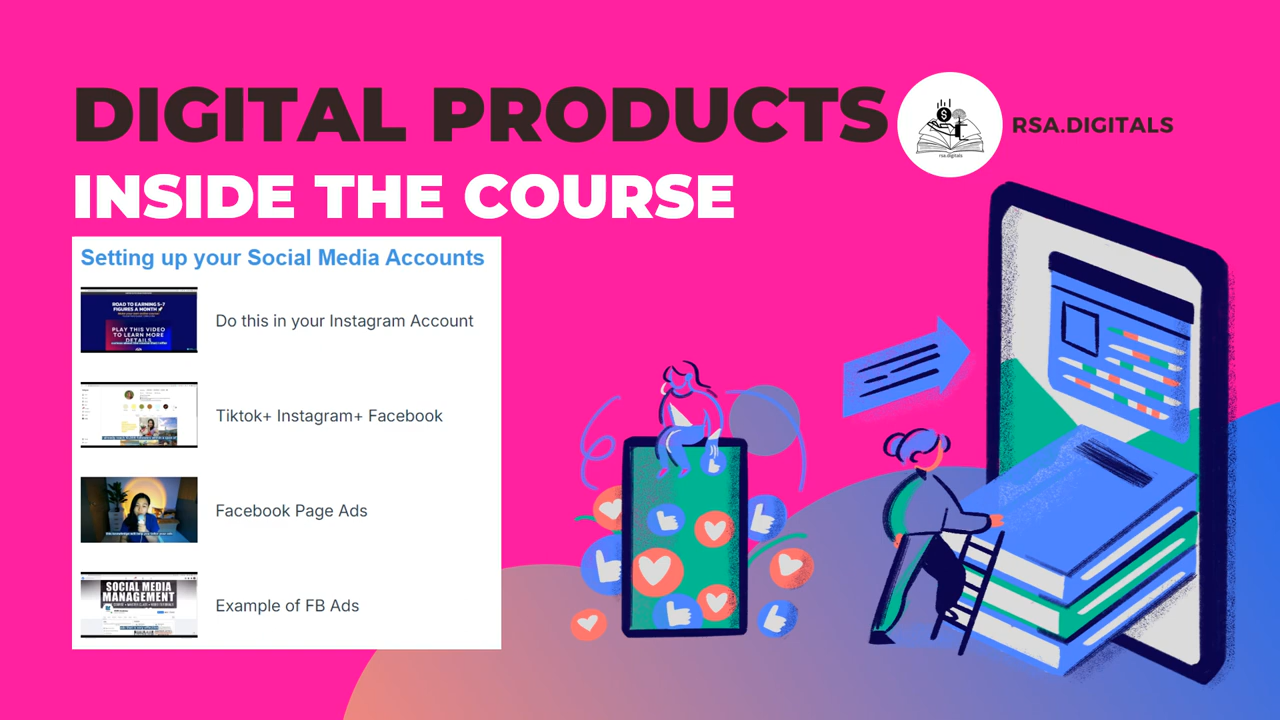 DIGITAL PRODUCTS
rsa.digitals
RSA.DIGITALS
INSIDE THE COURSE
Setting up your Social Media Accounts
ROAD TO EARNING 5-7
FIGURES A MONTH
PLAY THIS VIDEO
TO LEARN MORE
DETAILS
Do this in your Instagram Account
Tiktok+ Instagram+ Facebook
Facebook Page Ads
SOCIAL MEDIA
MANAGEMENT
Example of FB Ads